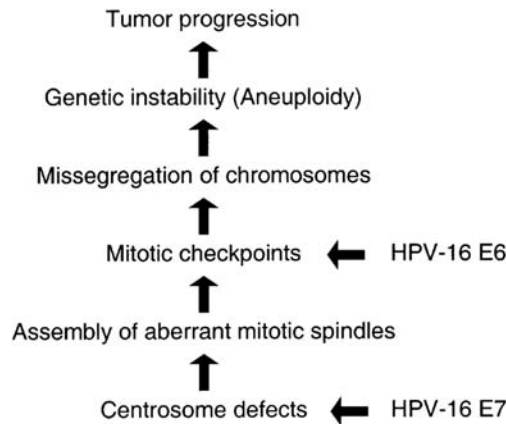 Tumor progression
Genetic instability (Aneuploidy)
Missegregation of chromosomes
Mitotic checkpoints HPV-16 E6
Assembly of aberrant mitotic spindles
Centrosome defects HPV-16 E7